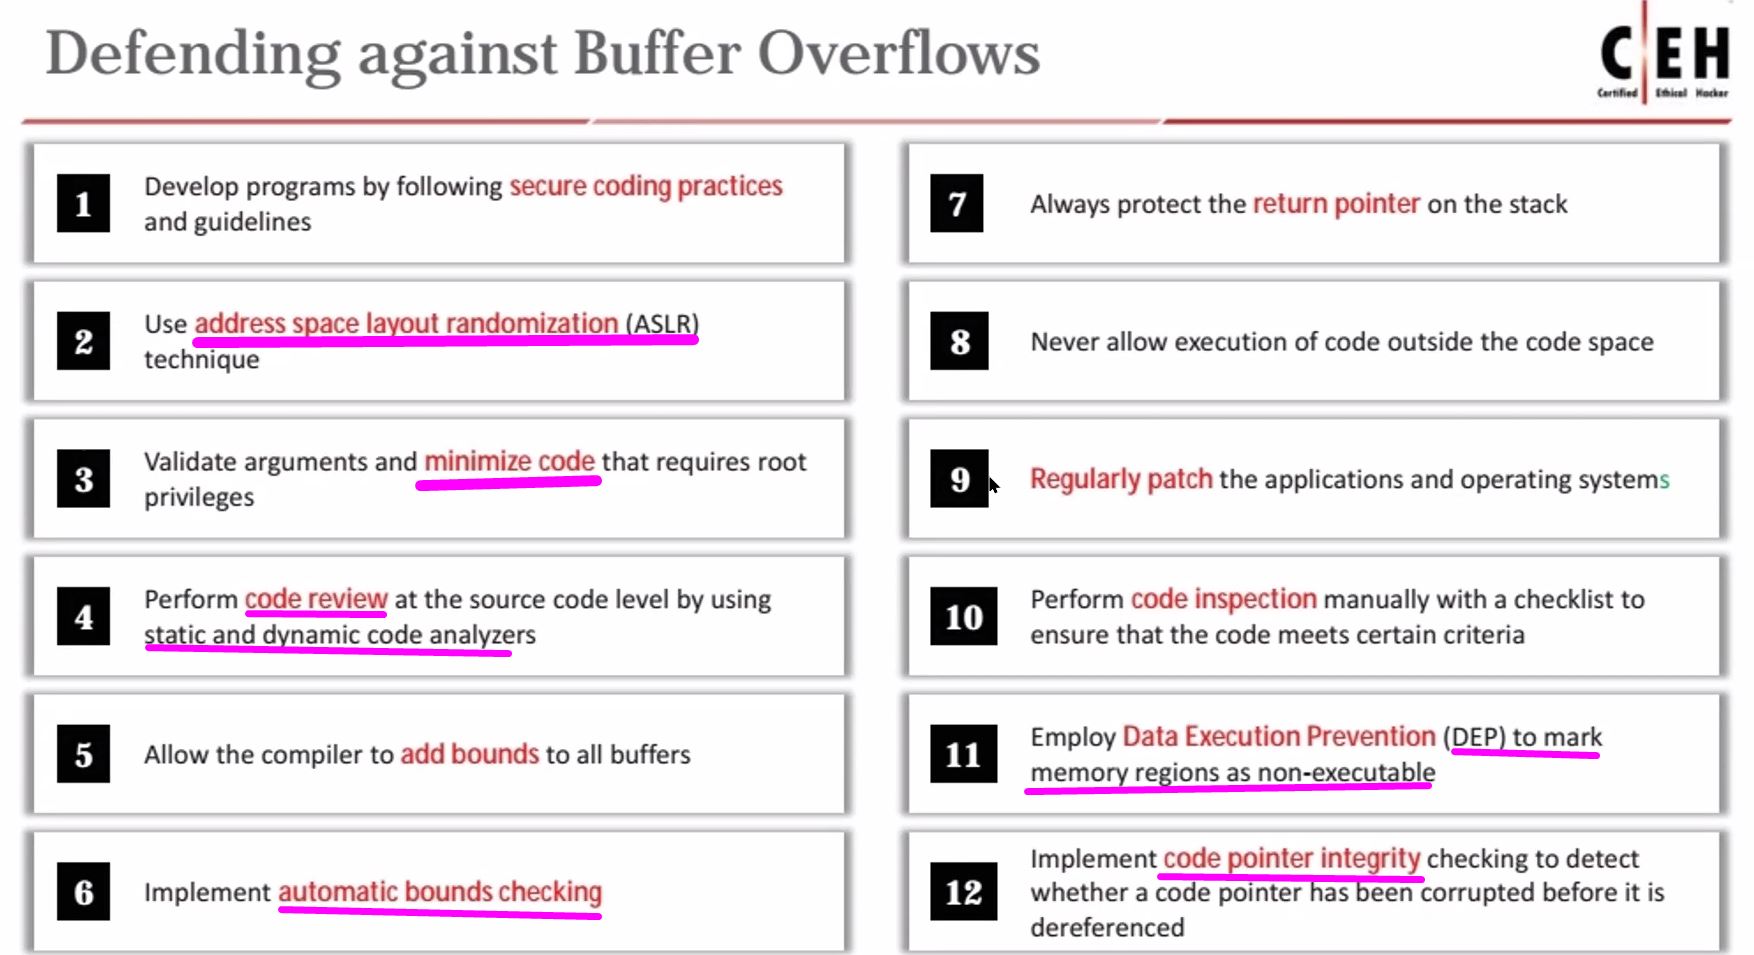 Defending against Buffer Overflows
C|EH
Certified Ethical Hacker
1
Develop programs by following secure coding practices
and guidelines
2
Use address space layout randomization (ASLR)
technique
3
Validate arguments and minimize code that requires root
privileges
4
Perform code review at the source code level by using
static and dynamic code analyzers
5
Allow the compiler to add bounds to all buffers
6
Implement automatic bounds checking
7
Always protect the return pointer on the stack
8
Never allow execution of code outside the code space
9
Regularly patch the applications and operating systems
10
Perform code inspection manually with a checklist to
ensure that the code meets certain criteria
11
Employ Data Execution Prevention (DEP) to mark
memory regions as non-executable
12
Implement code pointer integrity checking to detect
whether a code pointer has been corrupted before it is
dereferenced